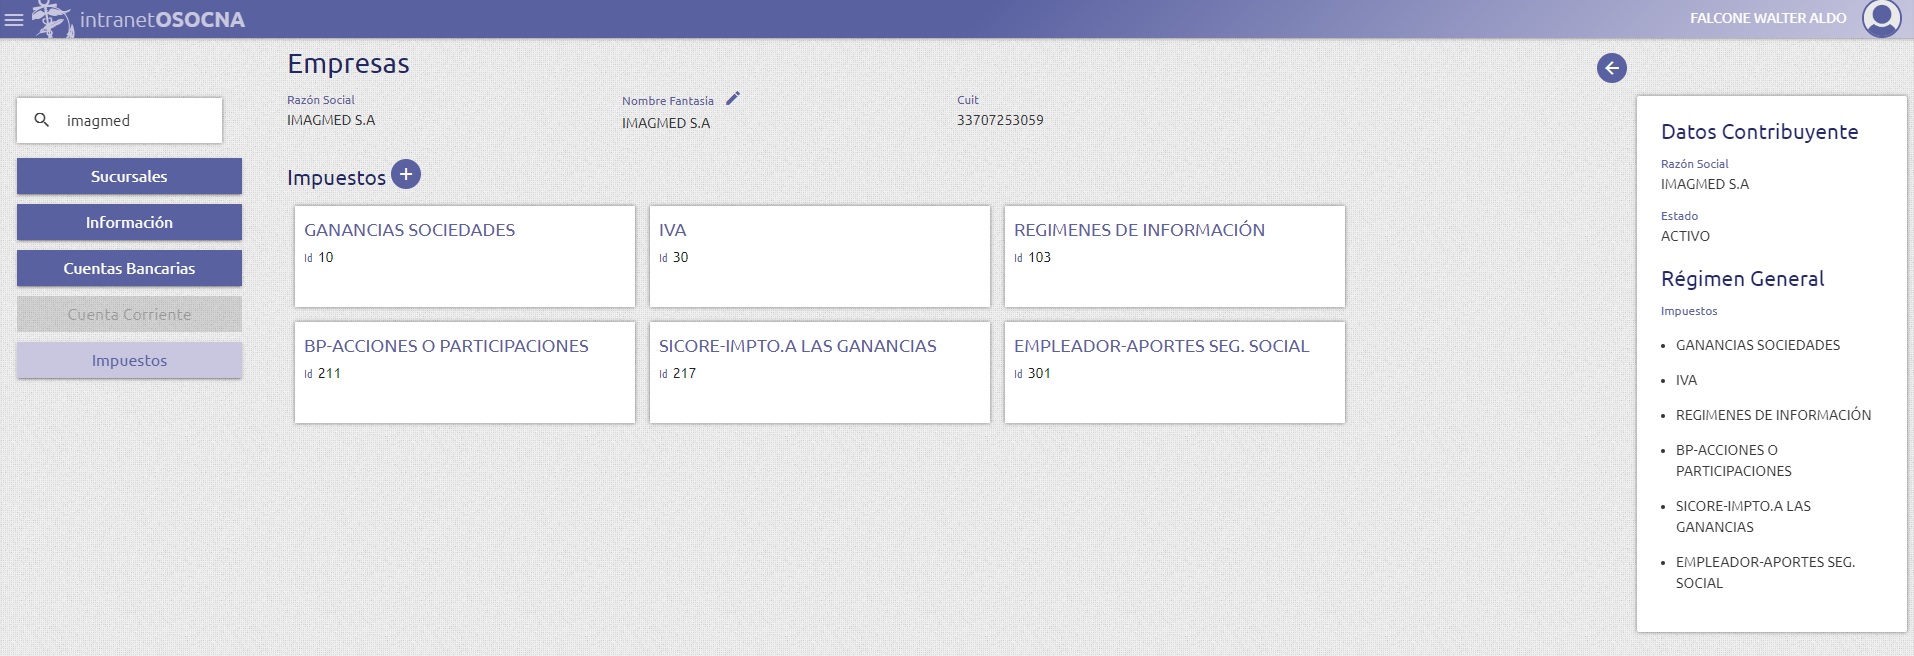 intranetOSOCNA
FALCONE WALTER ALDO
imagmed
Sucursales
Información
Cuentas Bancarias
Cuenta Corriente
Impuestos
Empresas
Razón Social
IMAGMED S.A
Nombre Fantasia
IMAGMED S.A
Cuit
33707253059
Impuestos
GANANCIAS SOCIEDADES
Id 10
IVA
Id 30
REGIMENES DE INFORMACIÓN
Id 103
BP-ACCIONES O PARTICIPACIONES
Id 211
SICORE-IMPTO.A LAS GANANCIAS
Id 217
EMPLEADOR-APORTES SEG. SOCIAL
Id 301
Datos Contribuyente
Razón Social
IMAGMED S.A
Estado
ACTIVO
Régimen General
Impuestos
• GANANCIAS SOCIEDADES
• IVA
• REGIMENES DE INFORMACIÓN
• BP-ACCIONES O
PARTICIPACIONES
• SICORE-IMPTO.A LAS
GANANCIAS
• EMPLEADOR-APORTES SEG.
SOCIAL